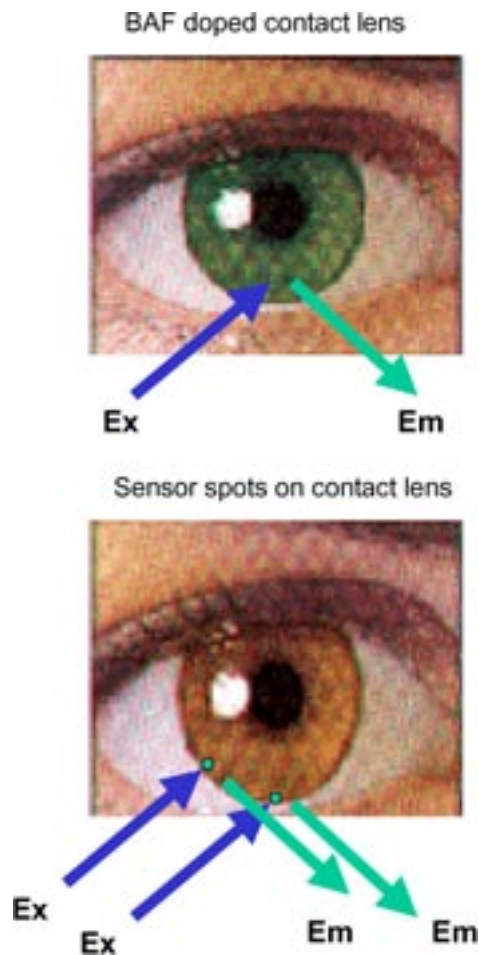 BAF doped contact lens
Ex
Em
Sensor spots on contact lens
Ex
Ex
Em
Em